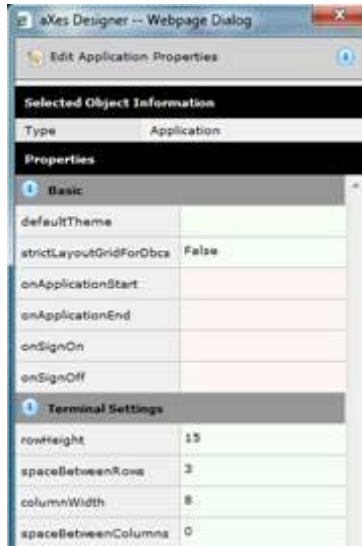 aXes Designer -- Webpage Dialog
Edit Application Properties
Selected Object Information
Type Application
Properties
Basic
defaultTheme
strictLayoutGridForDbcs False
onApplicationStart
onApplicationEnd
onSignOn
onSignOff
Terminal Settings
rowHeight 15
spaceBetweenRows 3
columnWidth 8
spaceBetweenColumns 0